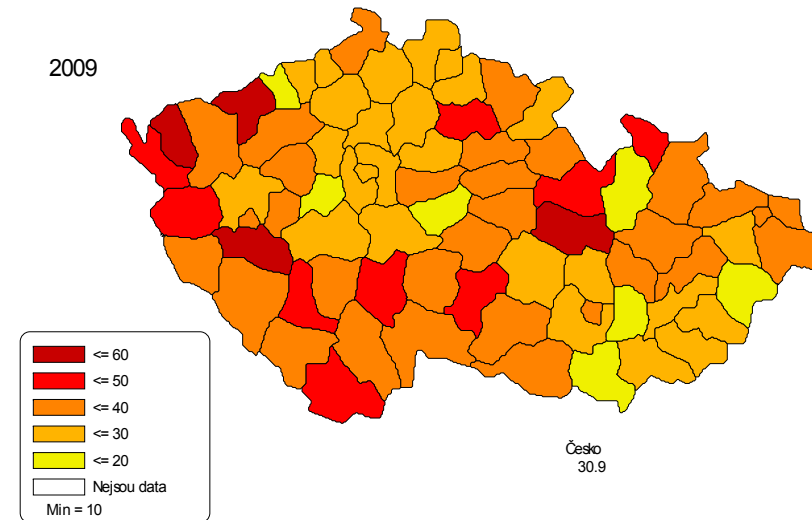 2009
<= 60
<= 50
<= 40
<= 30
<= 20
Nejsou data
Min = 10
Česko
30.9